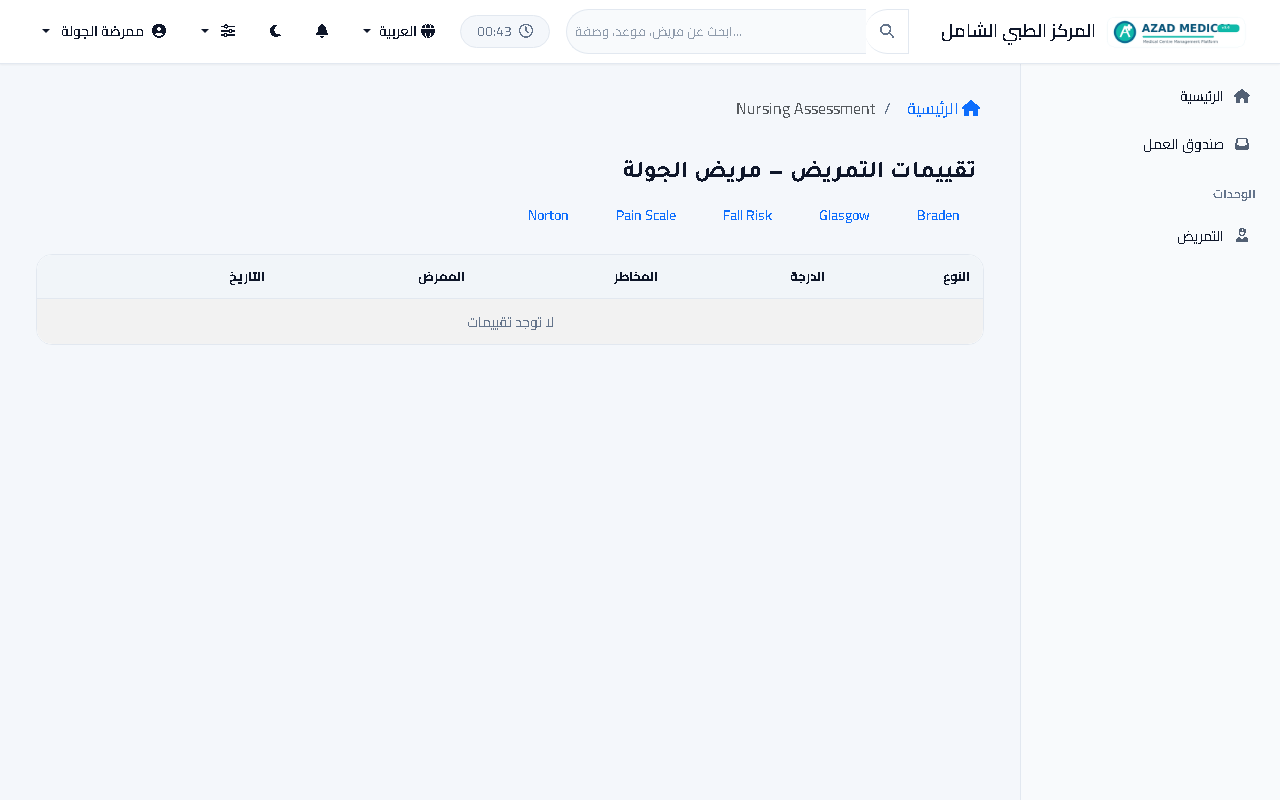 AZAD MEDIC
Medical Centre Management Platform
المركز الطبي الشامل
ابحث عن مريض، موعد، وصفة...
00:43
العربية
ممرضة الجولة
الرئيسية
صندوق العمل
الوحدات
التمريض
الرئيسية / Nursing Assessment
تقييمات التمريض – مريض الجولة
Braden Glasgow Fall Risk Pain Scale Norton
النوع الدرجة المخاطر الممرض التاريخ
لا توجد تقييمات